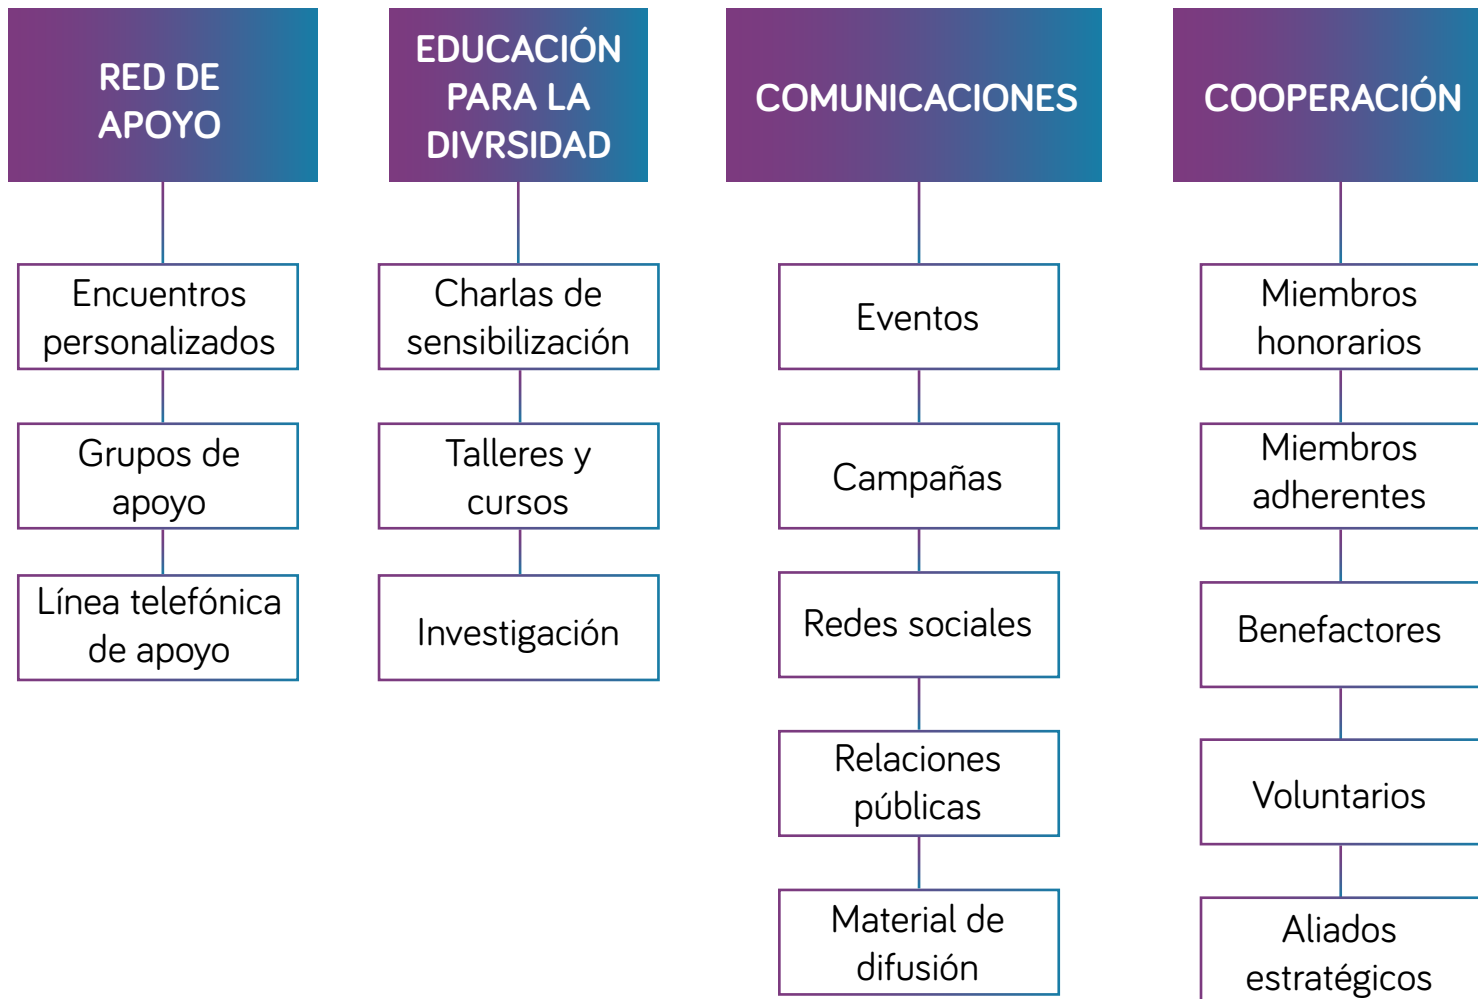 RED DE
APOYO
Encuentros
personalizados
Grupos de
apoyo
Línea telefónica
de apoyo
EDUCACIÓN
PARA LA
DIVRSIDAD
Charlas de
sensibilización
Talleres y
cursos
Investigación
COMUNICACIONES
Eventos
Campañas
Redes sociales
Relaciones
públicas
Material de
difusión
COOPERACIÓN
Miembros
honorarios
Miembros
adherentes
Benefactores
Voluntarios
Aliados
estratégicos